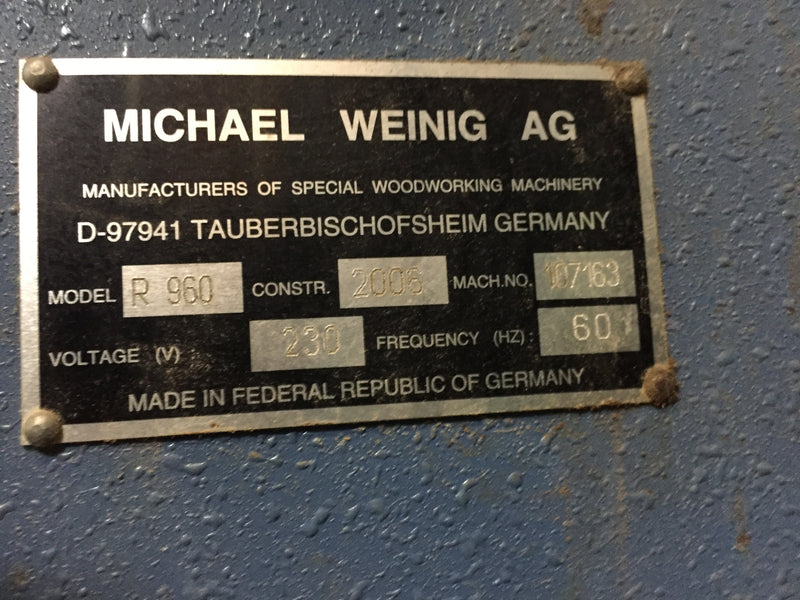 MICHAEL WEINIG AG
MANUFACTURERS OF SPECIAL WOODWORKING MACHINERY
D-97941 TAUBERBISCHOFSHEIM GERMANY
MODEL R 960 CONSTR. 2006 MACH.NO. 107163
VOLTAGE (V): 230 FREQUENCY (HZ): 60
MADE IN FEDERAL REPUBLIC OF GERMANY